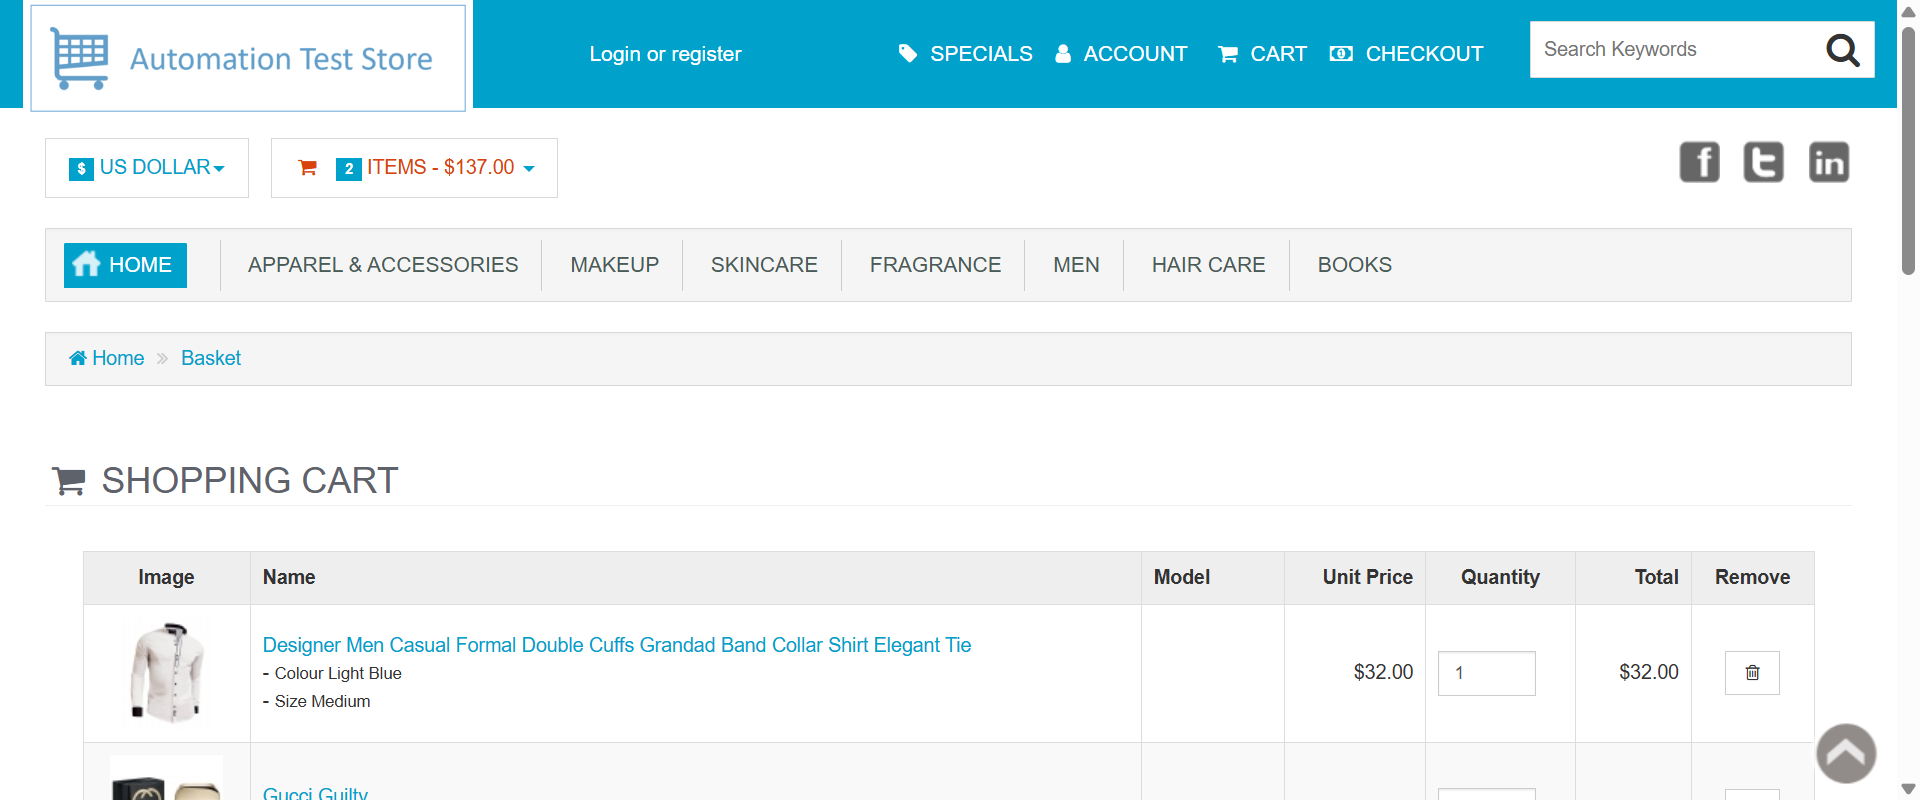 Automation Test Store
Login or register
SPECIALS
ACCOUNT
CART
CHECKOUT
Search Keywords
$ US DOLLAR
2 ITEMS - $137.00
HOME
APPAREL & ACCESSORIES
MAKEUP
SKINCARE
FRAGRANCE
MEN
HAIR CARE
BOOKS
Home » Basket
SHOPPING CART
Image Name Model Unit Price Quantity Total Remove
Designer Men Casual Formal Double Cuffs Grandad Band Collar Shirt Elegant Tie
- Colour Light Blue
- Size Medium
$32.00 1 $32.00
Gucci Guilty